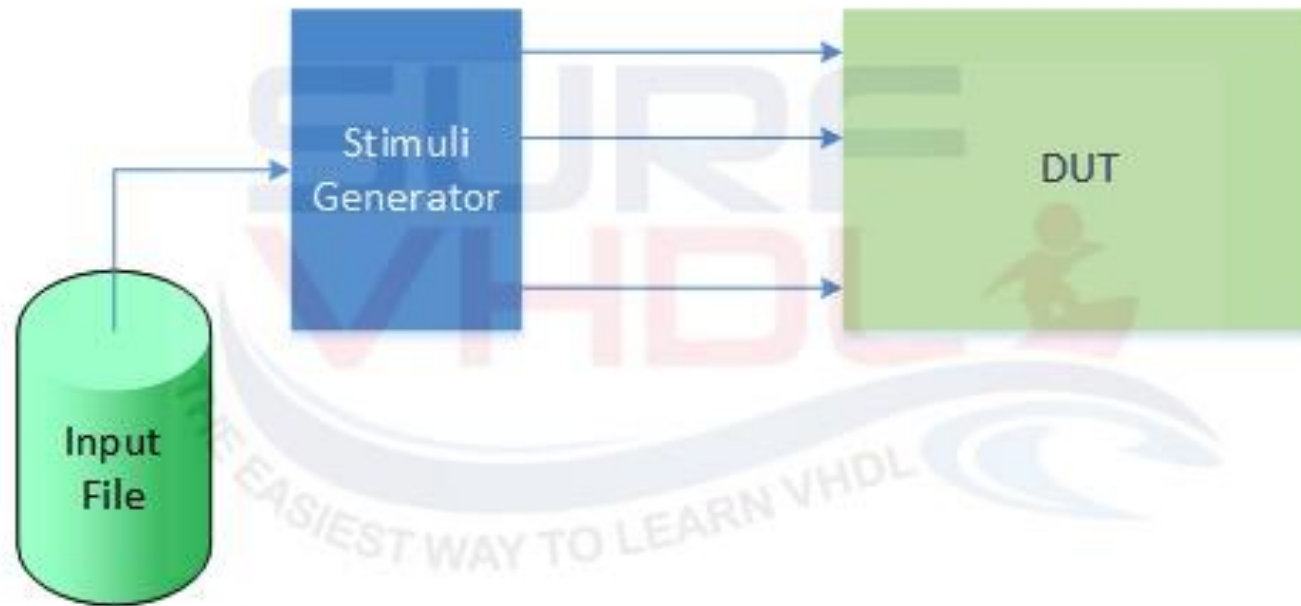 SURF
VHDL
Stimuli
Generator
DUT
Input
File
THE EASIEST WAY TO LEARN VHDL